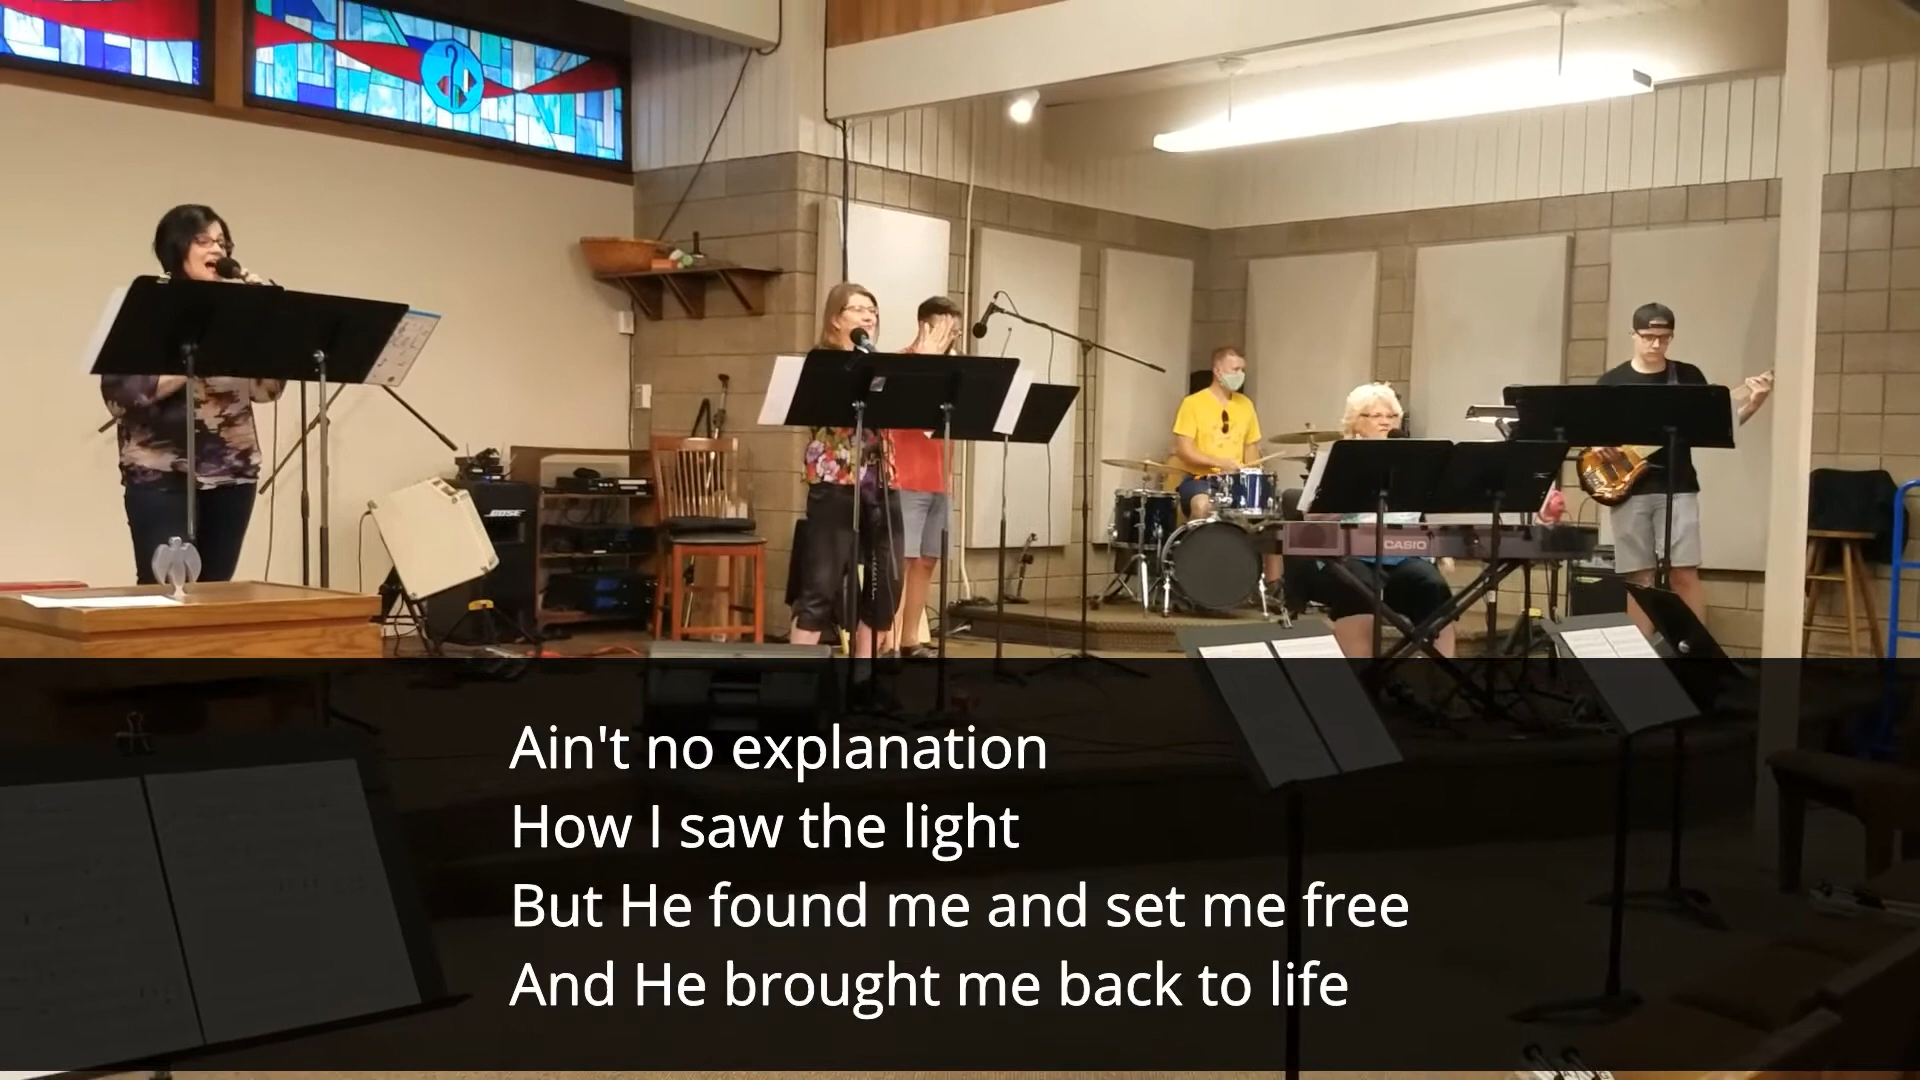 BOSE
CASIO
Ain't no explanation
How I saw the light
But He found me and set me free
And He brought me back to life